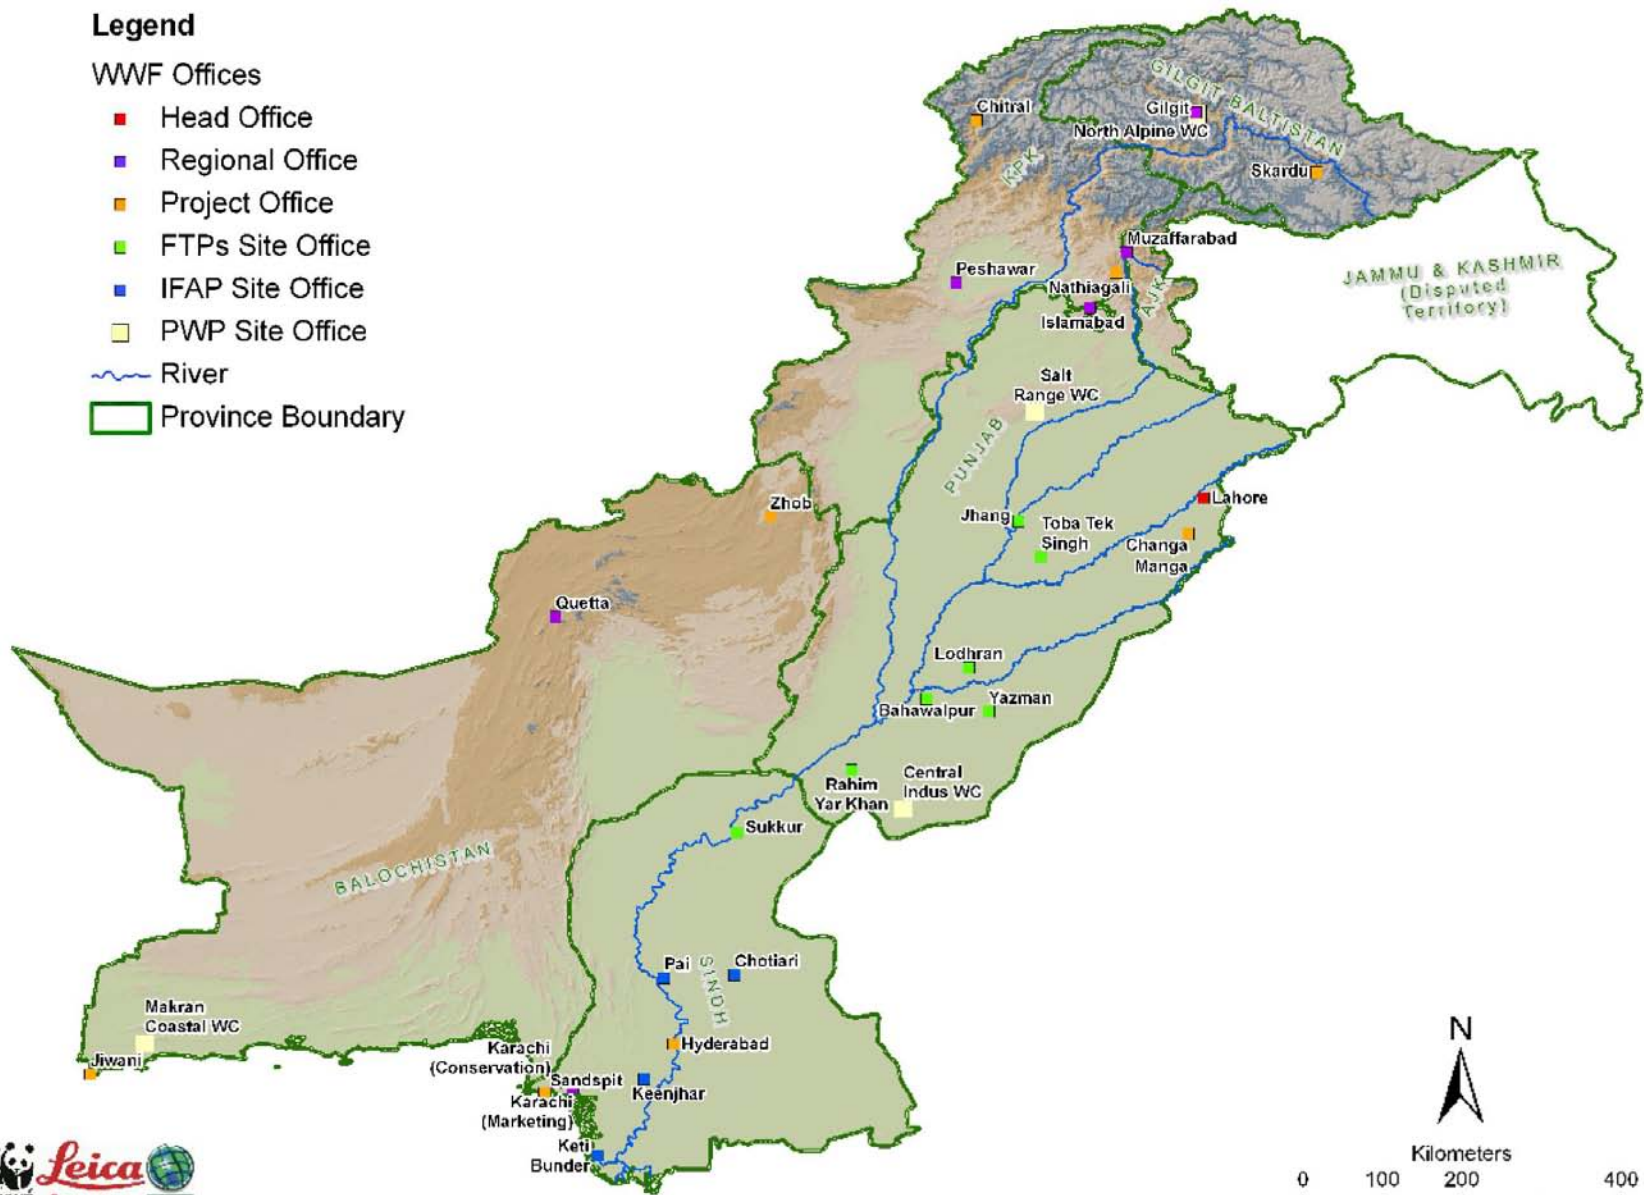 Legend
WWF Offices
Head Office
Regional Office
Project Office
FTPs Site Office
IFAP Site Office
PWP Site Office
River
Province Boundary
GILGIT BALTISTAN
Chitral
Gilgit
North Alpine WC
KPK
Skardu
Muzaffarabad
Peshawar
Nathiagali
AJK
Islamabad
JAMMU & KASHMIR
(Disputed
Territory)
Salt
Range WC
PUNJAB
Lahore
Zhob
Jhang
Toba Tek
Singh
Changa
Manga
Quetta
Lodhran
Bahawalpur
Yazman
Rahim
Yar Khan
Central
Indus WC
Sukkur
BALOCHISTAN
Pai
Chotiari
SINDH
Makran
Coastal WC
Jiwani
Karachi
(Conservation)
Hyderabad
Sandspit
Keenjhar
Karachi
(Marketing)
Keti
Bunder
N
Kilometers
0 100 200 400
Leica